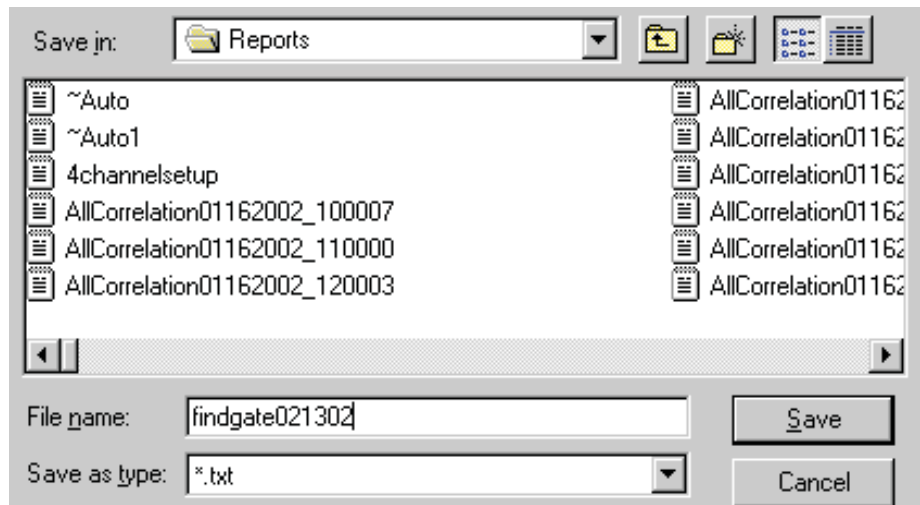 Save in: Reports
~Auto
~Auto1
4channelsetup
AllCorrelation01162002_100007
AllCorrelation01162002_110000
AllCorrelation01162002_120003
AllCorrelation01162
AllCorrelation01162
AllCorrelation01162
AllCorrelation01162
AllCorrelation01162
AllCorrelation01162
File name: findgate021302
Save
Save as type: *.txt
Cancel